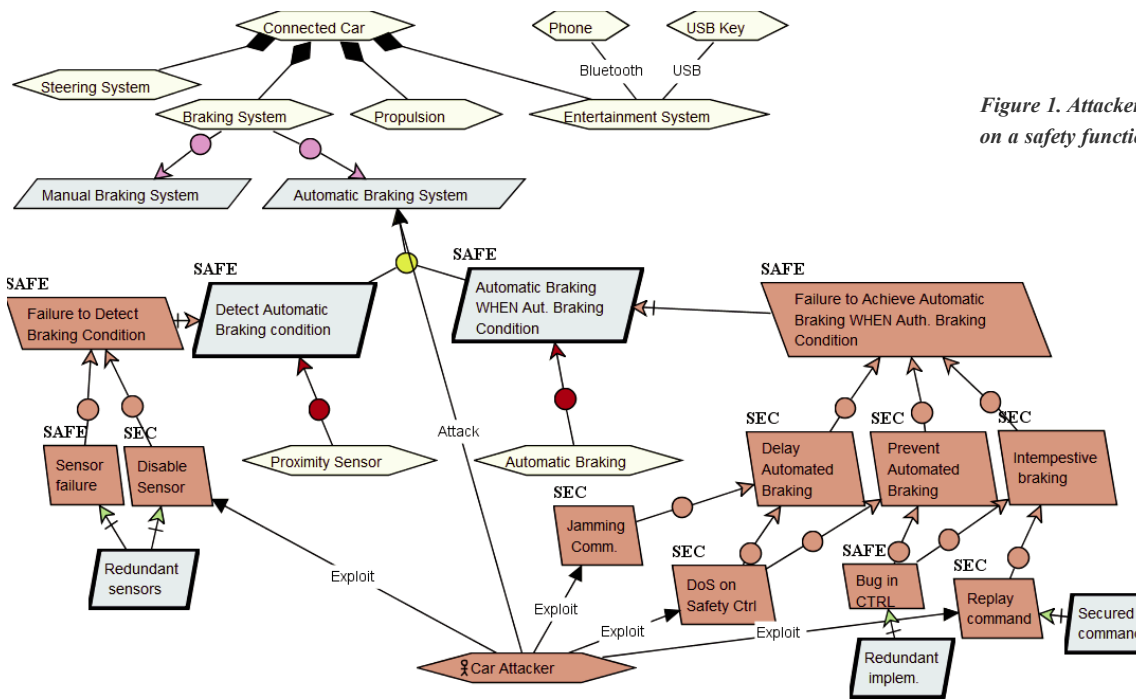 Connected Car
Phone
USB Key
Bluetooth
USB
Steering System
Braking System
Propulsion
Entertainment System
Figure 1. Attacker
on a safety functio
Manual Braking System
Automatic Braking System
SAFE
Failure to Detect
Braking Condition
SAFE
Detect Automatic
Braking condition
SAFE
Automatic Braking
WHEN Aut. Braking
Condition
SAFE
Failure to Achieve Automatic
Braking WHEN Auth. Braking
Condition
SAFE
Sensor
failure
SEC
Disable
Sensor
Proximity Sensor
Attack
Automatic Braking
SEC
Delay
Automated
Braking
SEC
Prevent
Automated
Braking
SEC
Intempestive
braking
SEC
Jamming
Comm.
Redundant
sensors
Exploit
Exploit
SEC
DoS on
Safety Ctrl
SAFE
Bug in
CTRL
SEC
Replay
command
Secured
command
Exploit
Exploit
Car Attacker
Redundant
implem.